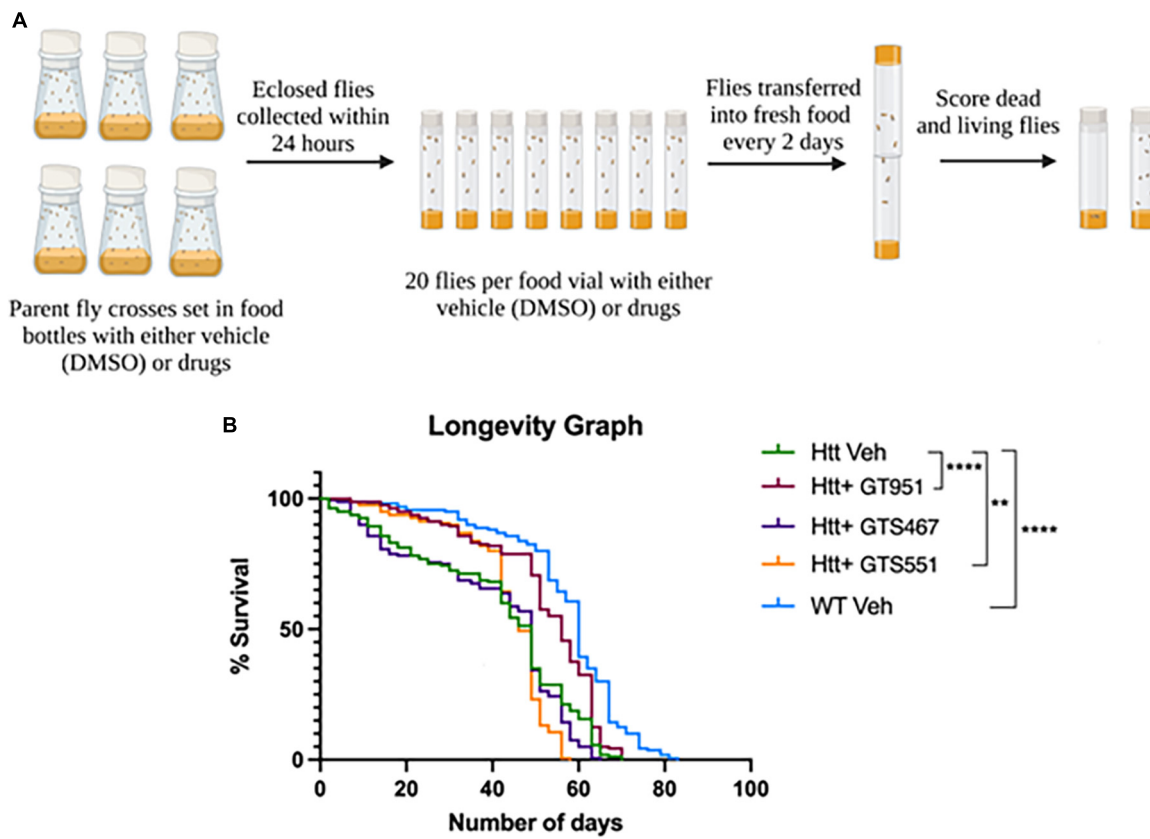 A
Eclosed flies
collected within
24 hours
Flies transferred
into fresh food
every 2 days
Score dead
and living flies
20 flies per food vial with either
vehicle (DMSO) or drugs
Parent fly crosses set in food
bottles with either vehicle
(DMSO) or drugs
B
Longevity Graph
% Survival
100
50
0
0 20 40 60 80 100
Number of days
Htt Veh
Htt+ GT951
Htt+ GTS467
Htt+ GTS551
WT Veh
****
**
****